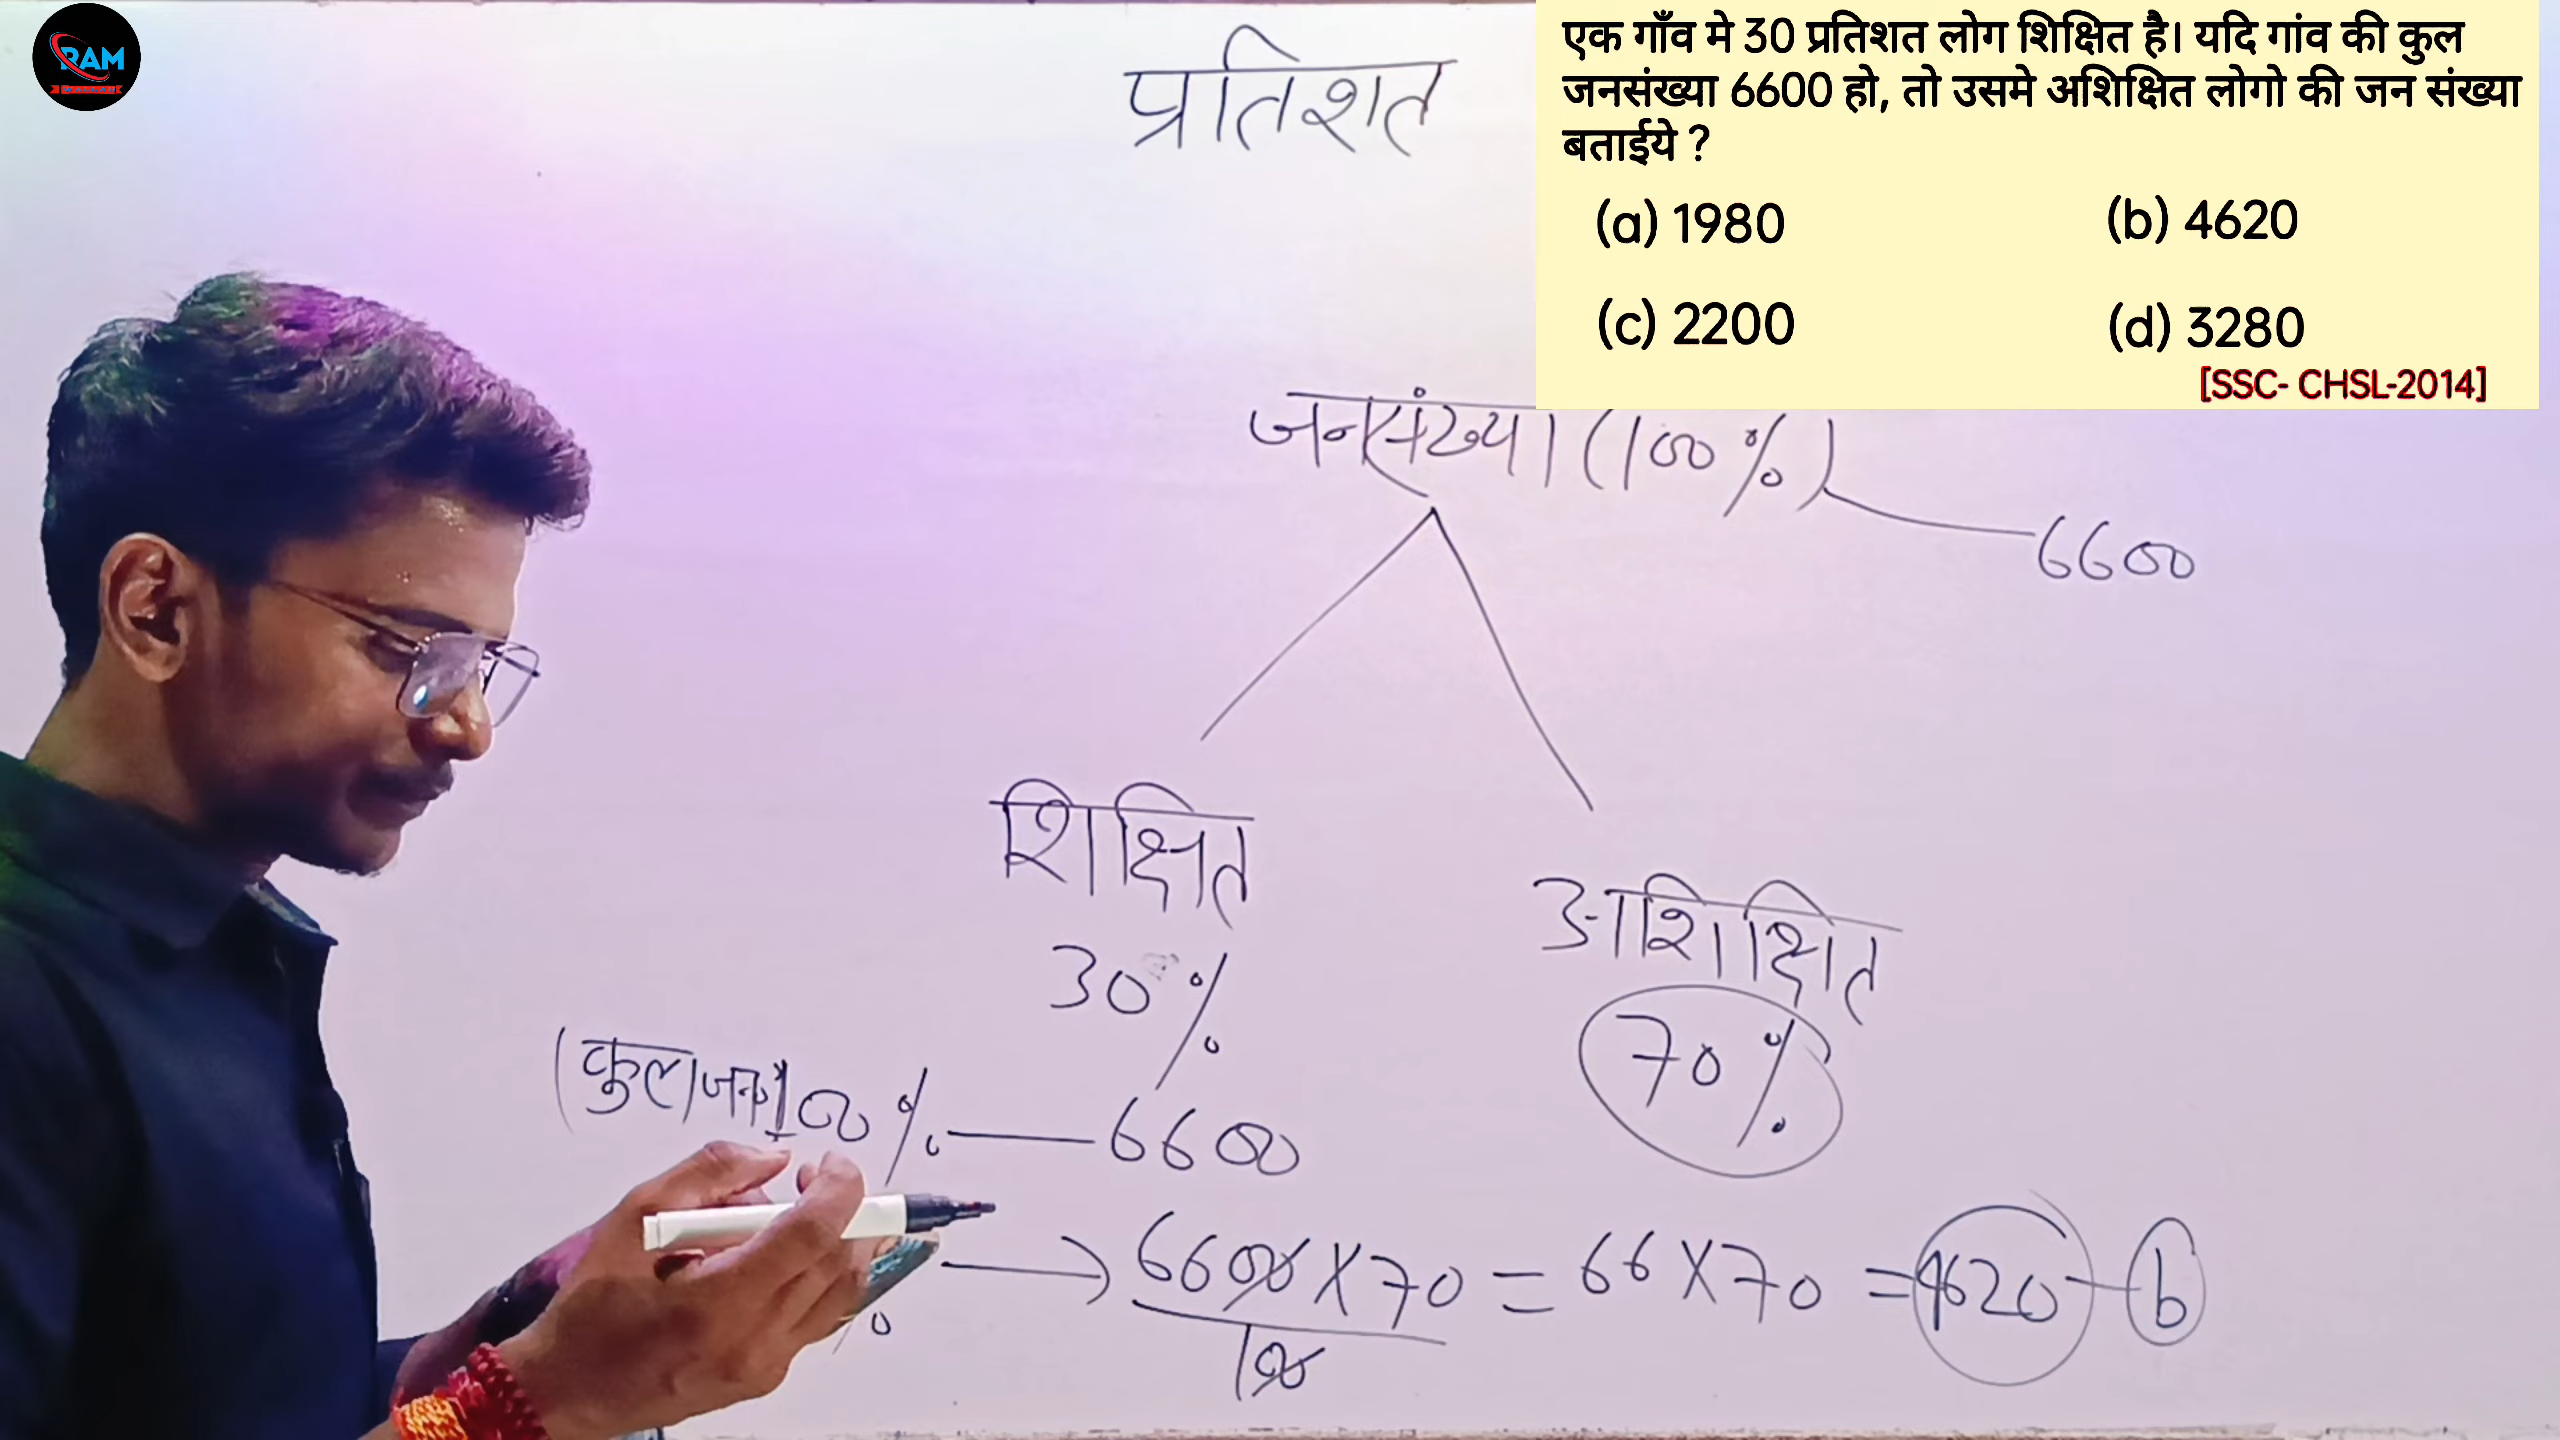 RAM
एक गाँव मे 30 प्रतिशत लोग शिक्षित है। यदि गांव की कुल
जनसंख्या 6600 हो, तो उसमे अशिक्षित लोगो की जन संख्या
बताईये ?
(a) 1980 (b) 4620
(c) 2200 (d) 3280
[SSC- CHSL-2014]
प्रतिशत
जनसंख्या (100%) — 6600
शिक्षित अशिक्षित
30% 70%
(कुल जन 100% — 6600
→ 6600 X 70 / 100 = 66 X 70 = 4620 - b